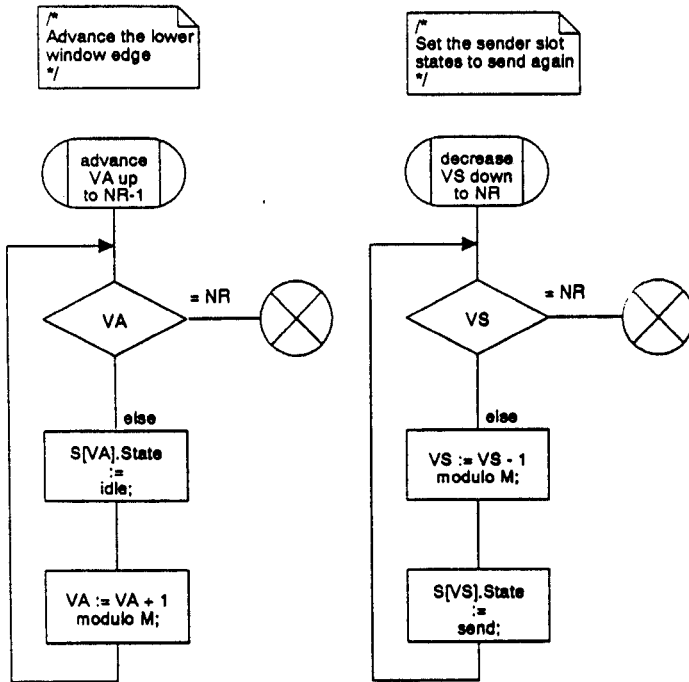 /*
Advance the lower
window edge
*/
advance
VA up
to NR-1
VA
= NR
else
S[VA].State
:=
idle;
VA := VA + 1
modulo M;
/*
Set the sender slot
states to send again
*/
decrease
VS down
to NR
VS
= NR
else
VS := VS - 1
modulo M;
S[VS].State
:=
send;